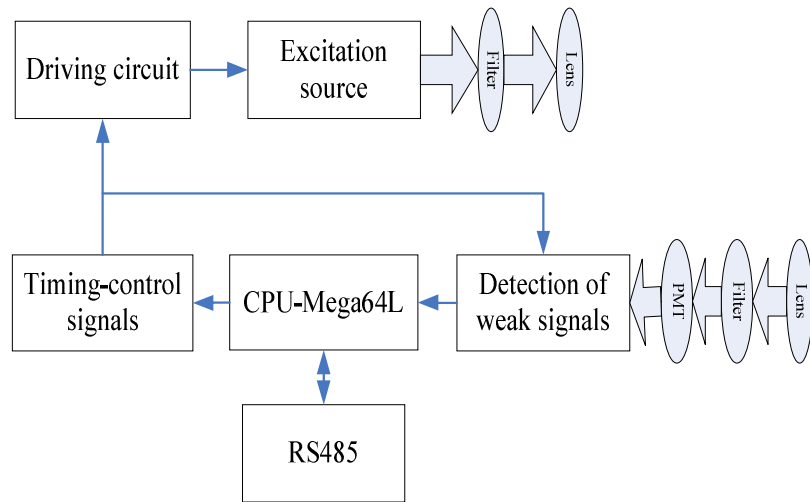 Driving circuit
Excitation
source
Filter
Lens
Timing-control
signals
CPU-Mega64L
Detection of
weak signals
PMT
Filter
Lens
RS485